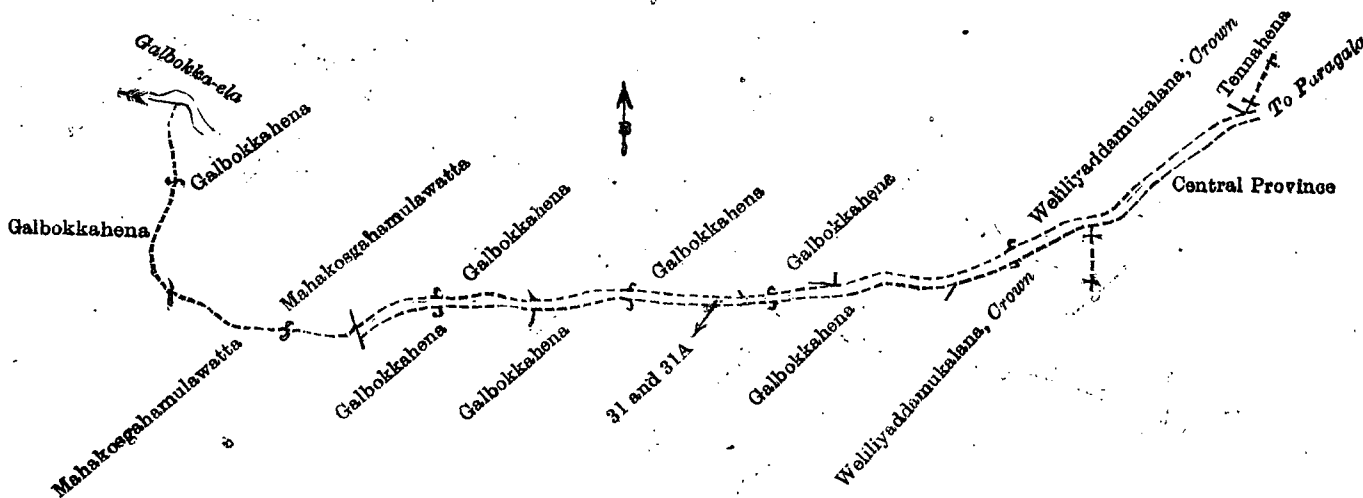 Galbokka-ela
Galbokkahena
Galbokkahena
Mahakosgahamulawatta
Mahakosgahamulawatta
Galbokkahena
Galbokkahena
Galbokkahena
Galbokkahena
31 and 31A
Galbokkahena
Galbokkahena
Weliliyaddamukalana, Crown
Weliliyaddamukalana, Crown
Tennahena
To Puragala
Central Province